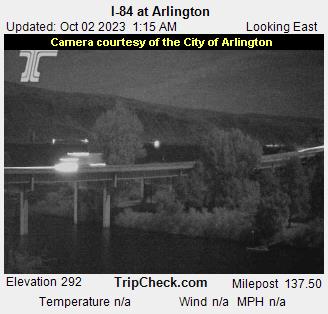 I-84 at Arlington
Updated: Oct 02 2023 1:15 AM Looking East
Camera courtesy of the City of Arlington
Elevation 292 TripCheck.com Milepost 137.50
Temperature n/a Wind n/a MPH n/a